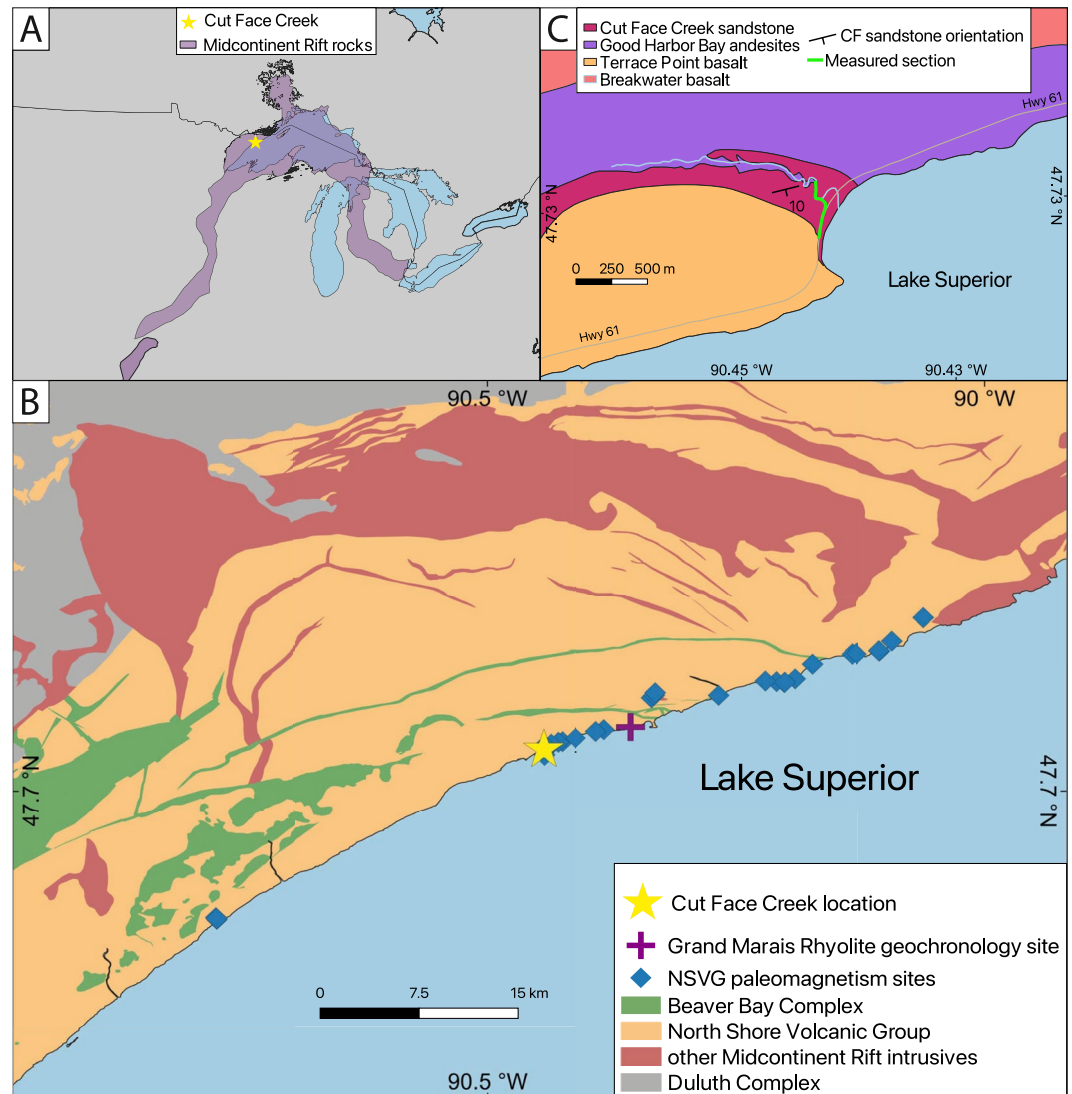 A
Cut Face Creek
Midcontinent Rift rocks
C
Cut Face Creek sandstone
Good Harbor Bay andesites
Terrace Point basalt
Breakwater basalt
CF sandstone orientation
Measured section
Hwy 61
47.73 °N
47.73 °N
10
0 250 500 m
Lake Superior
Hwy 61
90.45 °W
90.43 °W
B
90.5 °W
90 °W
47.7 °N
47.7 °N
Lake Superior
0 7.5 15 km
90.5 °W
Cut Face Creek location
Grand Marais Rhyolite geochronology site
NSVG paleomagnetism sites
Beaver Bay Complex
North Shore Volcanic Group
other Midcontinent Rift intrusives
Duluth Complex